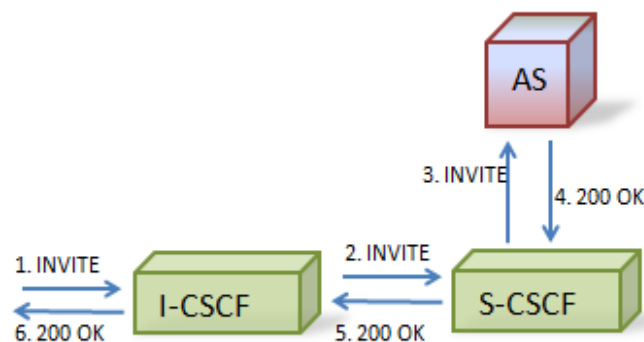 AS
3. INVITE
4. 200 OK
1. INVITE
2. INVITE
I-CSCF
S-CSCF
6. 200 OK
5. 200 OK